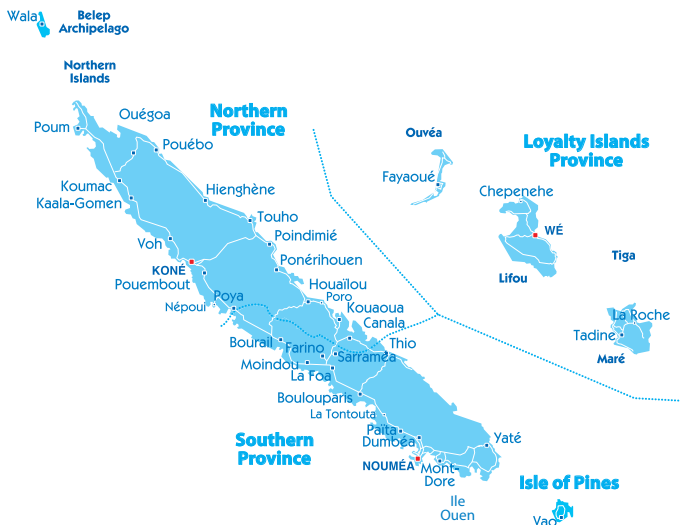 Wala
Belep
Archipelago
Northern
Islands
Ouégoa
Northern
Province
Poum
Pouébo
Ouvéa
Loyalty Islands
Province
Fayaoué
Koumac
Kaala-Gomen
Hienghène
Chepenehe
Touho
WÉ
Voh
Poindimié
Tiga
KONÉ
Ponérihouen
Lifou
Pouembout
Houaïlou
Népoui
Poya
Poro
Kouaoua
Canala
La Roche
Tadine
Maré
Bourail
Farino
Thio
Sarraméa
Moindou
La Foa
Boulouparis
La Tontouta
Païta
Dumbéa
Yaté
Southern
Province
NOUMÉA
Mont-
Dore
Isle of Pines
Ile
Ouen
Vao